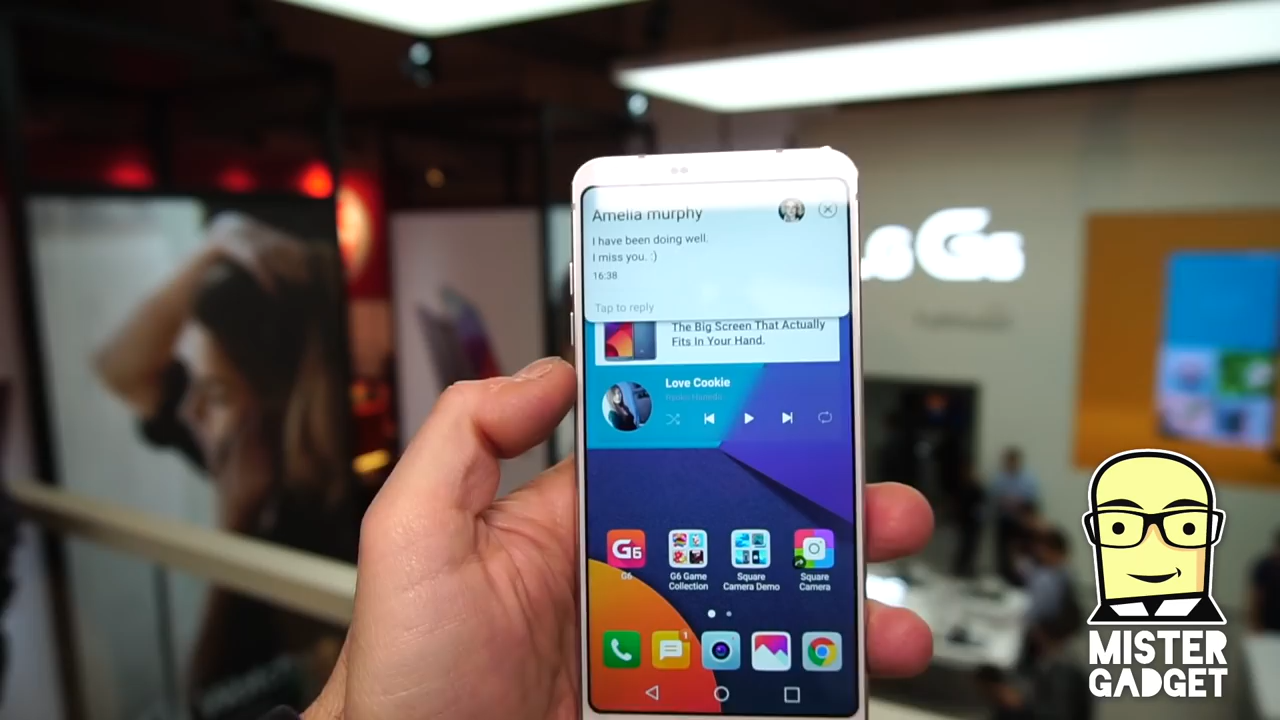 Amelia murphy
I have been doing well.
I miss you. :)
16:38
Tap to reply
The Big Screen That Actually
Fits In Your Hand.
Love Cookie
G6
G6
G6 Game
Collection
Square
Camera Demo
Square
Camera
1
G6
MISTER
GADGET